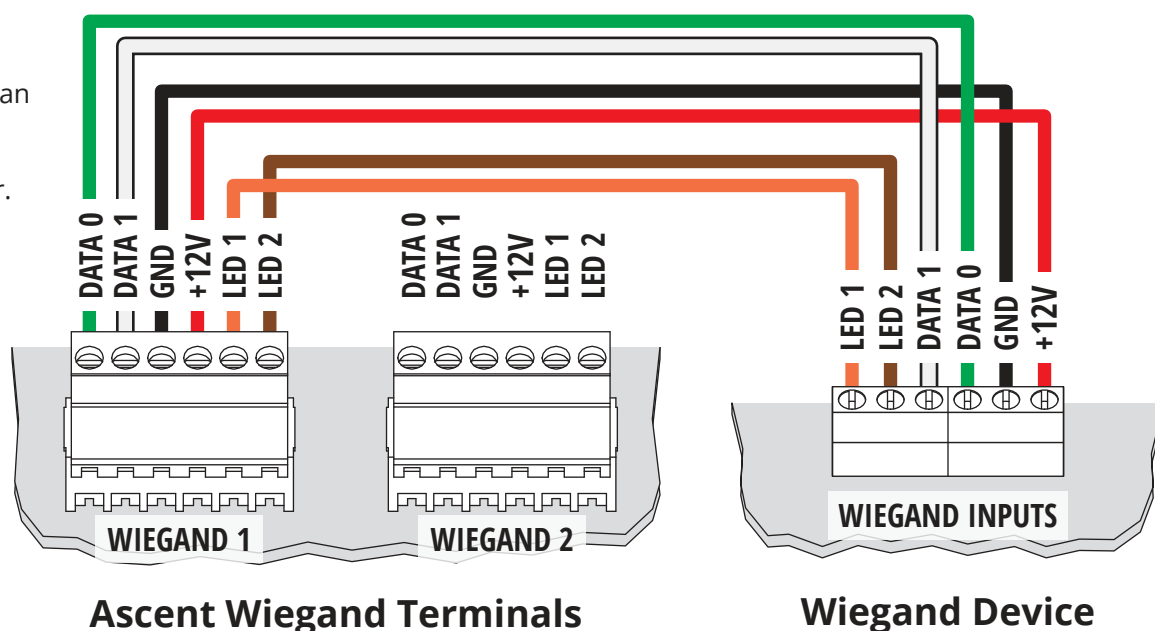 an
r.
DATA 0
DATA 1
GND
+12V
LED 1
LED 2
DATA 0
DATA 1
GND
+12V
LED 1
LED 2
LED 1
LED 2
DATA 1
DATA 0
GND
+12V
WIEGAND 1
WIEGAND 2
WIEGAND INPUTS
Ascent Wiegand Terminals
Wiegand Device